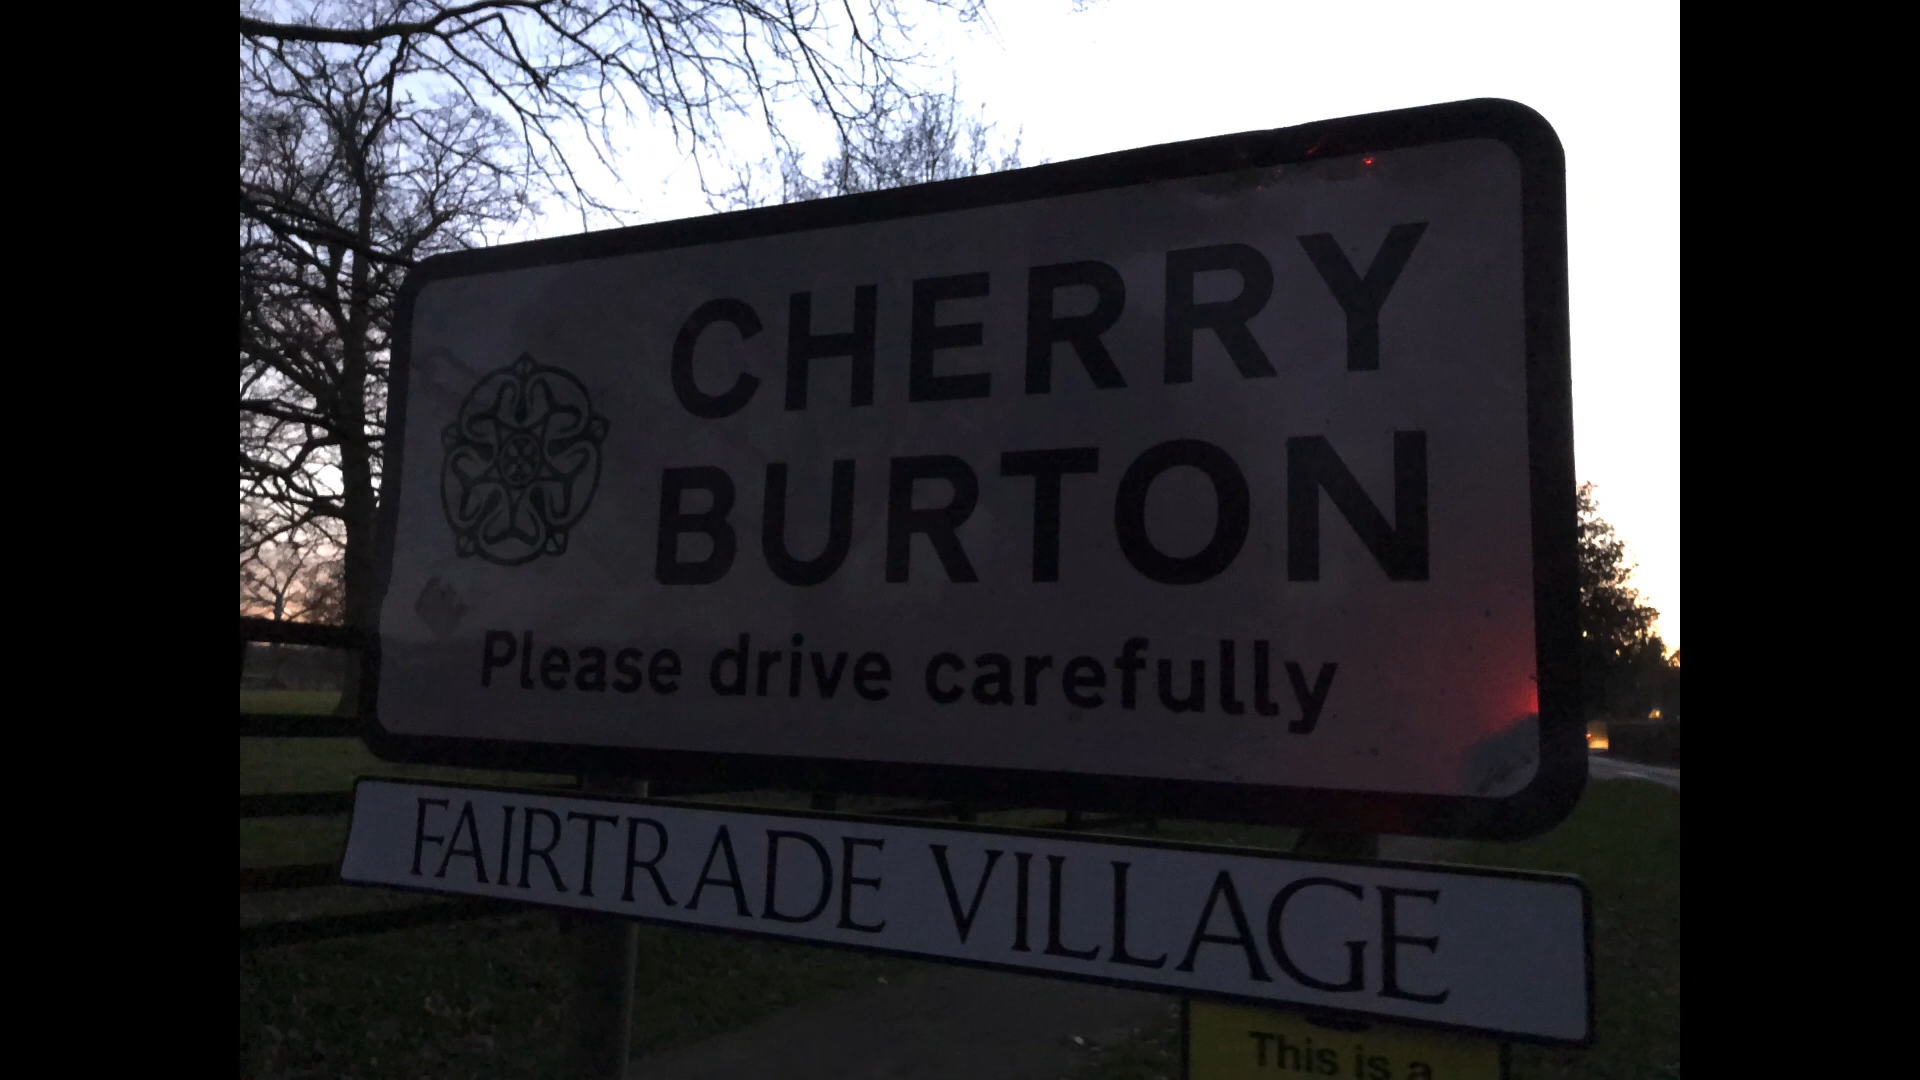 CHERRY
BURTON
Please drive carefully
FAIRTRADE VILLAGE
This is a